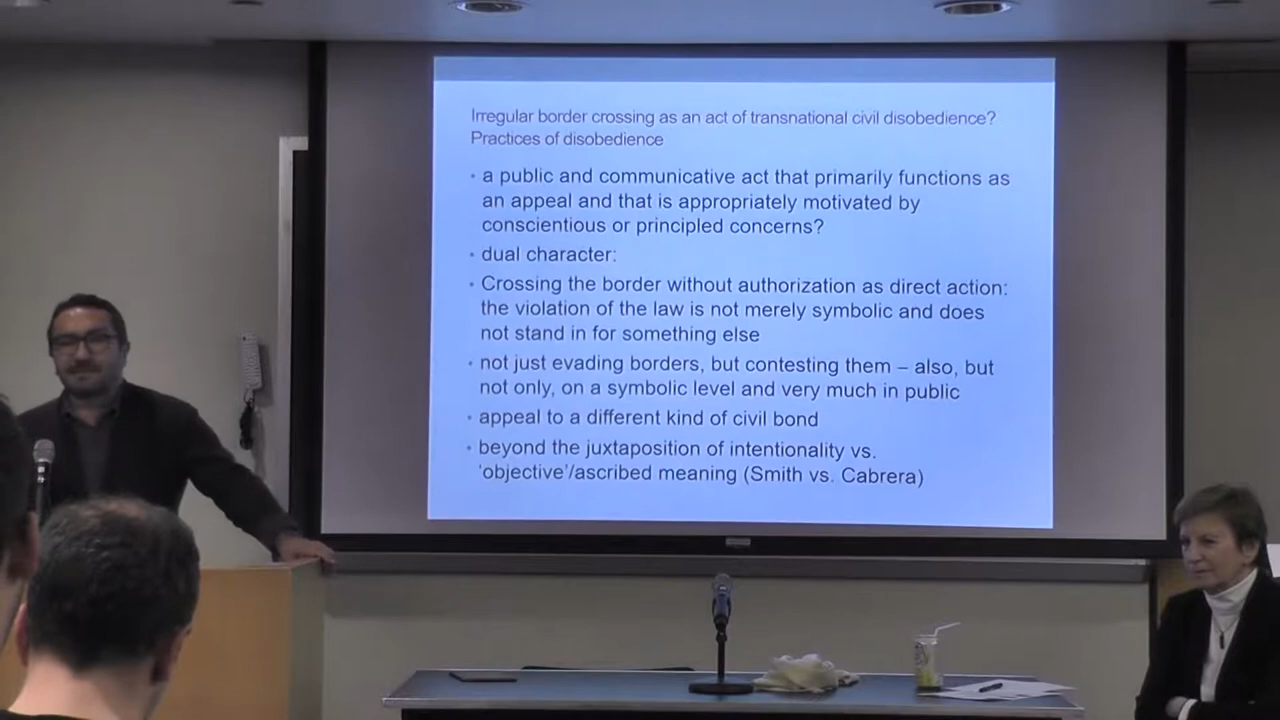 Irregular border crossing as an act of transnational civil disobedience?
Practices of disobedience
• a public and communicative act that primarily functions as
an appeal and that is appropriately motivated by
conscientious or principled concerns?
• dual character:
• Crossing the border without authorization as direct action:
the violation of the law is not merely symbolic and does
not stand in for something else
• not just evading borders, but contesting them – also, but
not only, on a symbolic level and very much in public
• appeal to a different kind of civil bond
• beyond the juxtaposition of intentionality vs.
‘objective’/ascribed meaning (Smith vs. Cabrera)